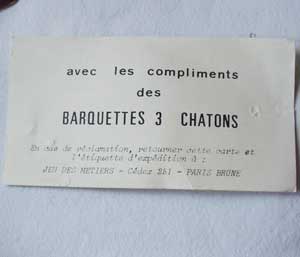 avec les compliments
des
BARQUETTES 3 CHATONS
En cas de réclamation, retourner cette carte et
l'étiquette d'expédition à :
JEU DES METIERS - Cédex 251 - PARIS BRUNE